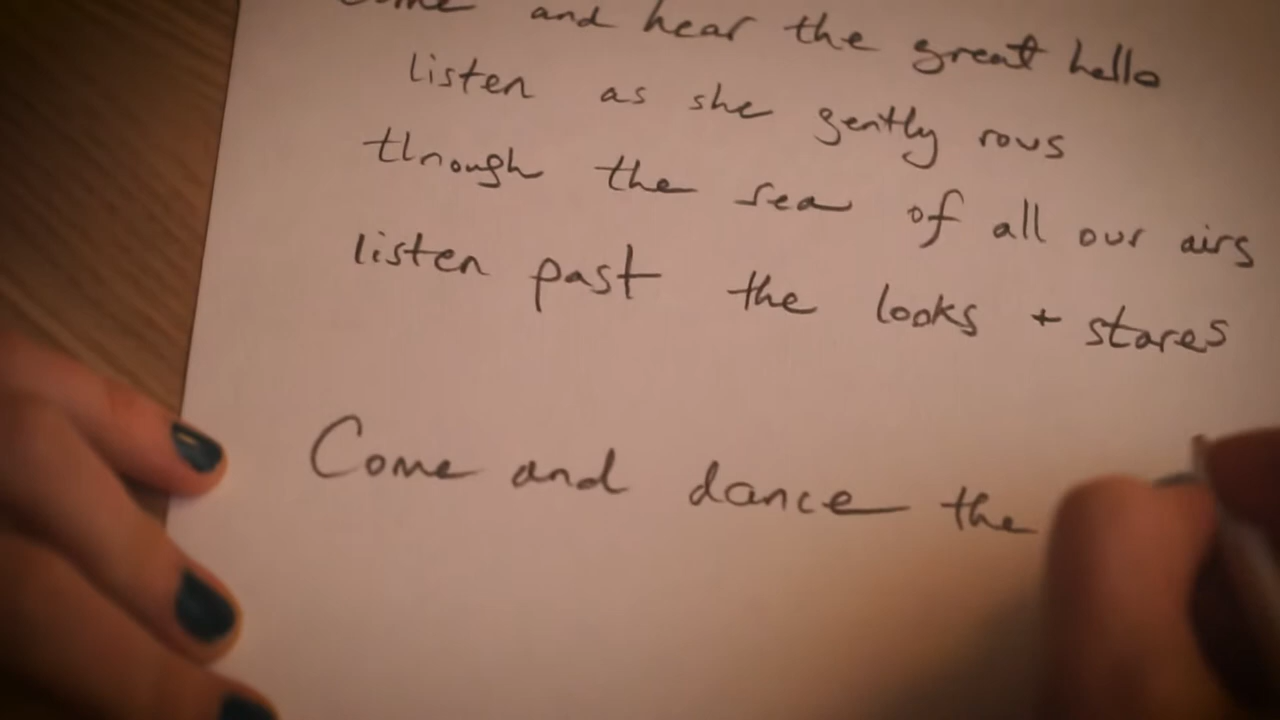 Come and hear the great hello
listen as she gently rows
through the sea of all our airs
listen past the looks + stares
Come and dance the